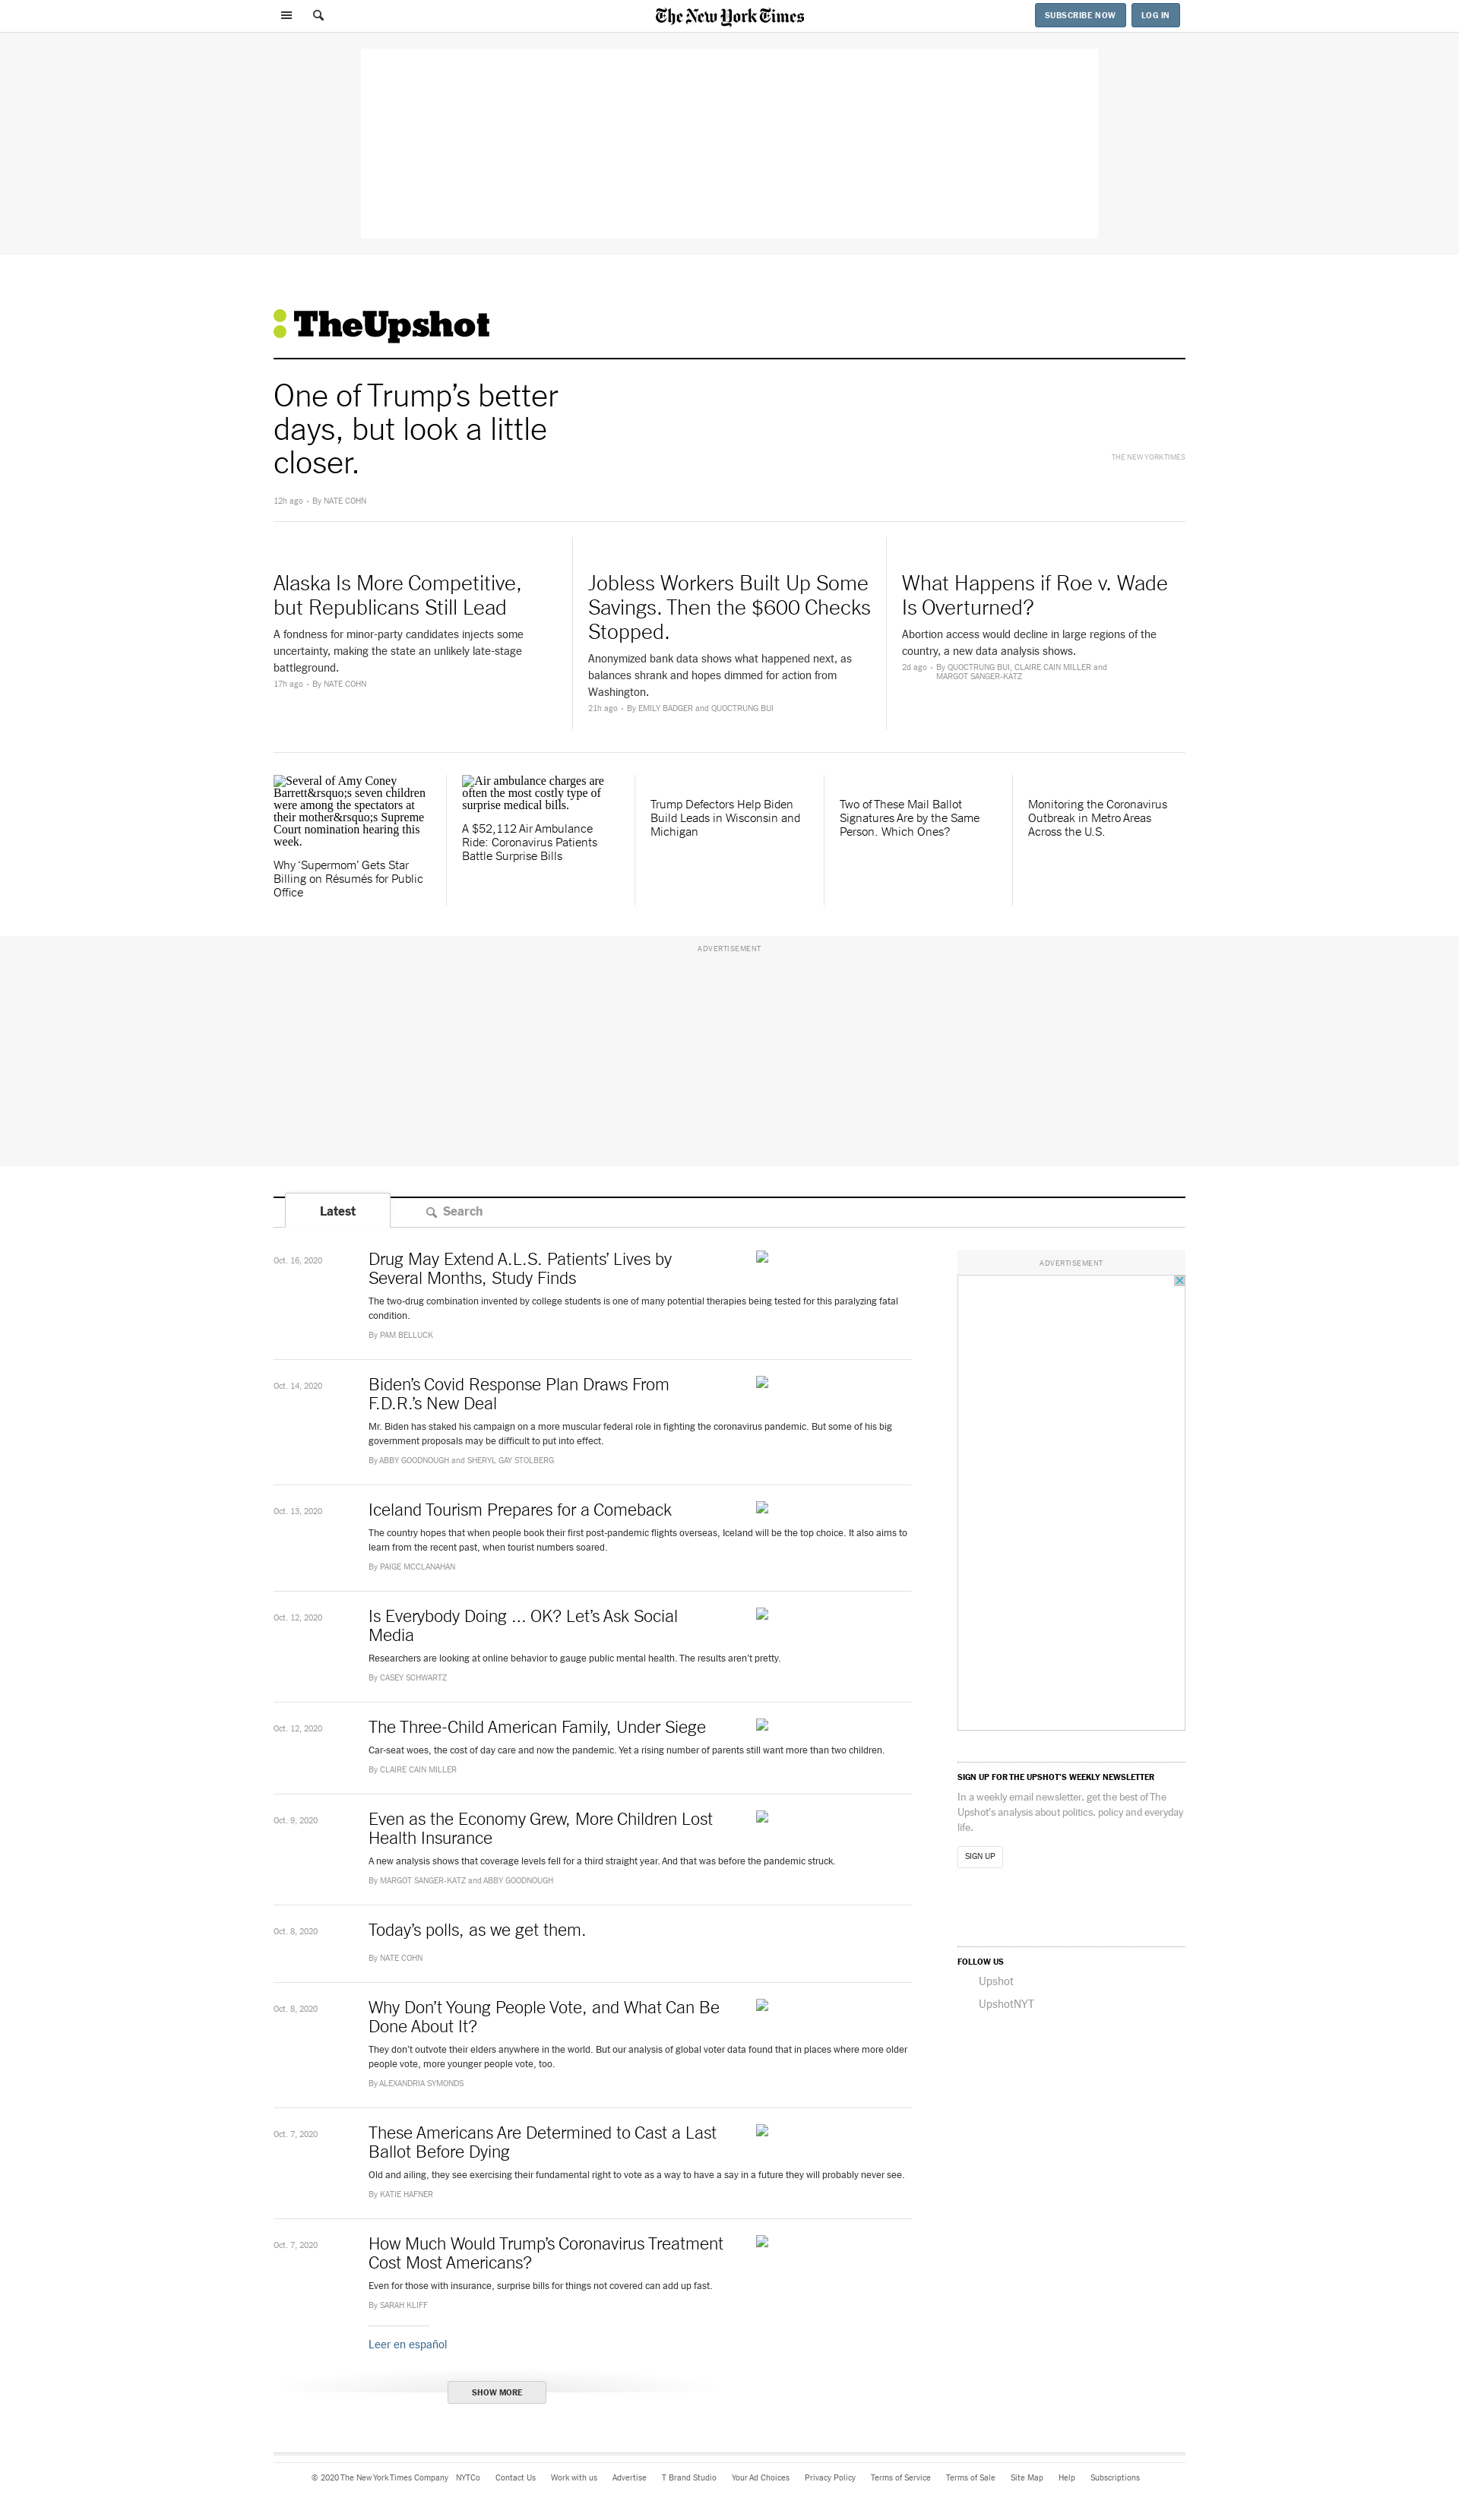 The New York Times
SUBSCRIBE NOW
LOG IN
TheUpshot
One of Trump’s better
days, but look a little
closer.
THE NEW YORK TIMES
12h ago • By NATE COHN
Alaska Is More Competitive,
but Republicans Still Lead
A fondness for minor-party candidates injects some
uncertainty, making the state an unlikely late-stage
battleground.
17h ago • By NATE COHN
Jobless Workers Built Up Some
Savings. Then the $600 Checks
Stopped.
Anonymized bank data shows what happened next, as
balances shrank and hopes dimmed for action from
Washington.
21h ago • By EMILY BADGER and QUOCTRUNG BUI
What Happens if Roe v. Wade
Is Overturned?
Abortion access would decline in large regions of the
country, a new data analysis shows.
2d ago • By QUOCTRUNG BUI, CLAIRE CAIN MILLER and
MARGOT SANGER-KATZ
Several of Amy Coney
Barrett&rsquo;s seven children
were among the spectators at
their mother&rsquo;s Supreme
Court nomination hearing this
week.
Why ‘Supermom’ Gets Star
Billing on Résumés for Public
Office
Air ambulance charges are
often the most costly type of
surprise medical bills.
A $52,112 Air Ambulance
Ride: Coronavirus Patients
Battle Surprise Bills
Trump Defectors Help Biden
Build Leads in Wisconsin and
Michigan
Two of These Mail Ballot
Signatures Are by the Same
Person. Which Ones?
Monitoring the Coronavirus
Outbreak in Metro Areas
Across the U.S.
ADVERTISEMENT
Latest
Search
Oct. 16, 2020
Drug May Extend A.L.S. Patients’ Lives by
Several Months, Study Finds
The two-drug combination invented by college students is one of many potential therapies being tested for this paralyzing fatal
condition.
By PAM BELLUCK
Oct. 14, 2020
Biden’s Covid Response Plan Draws From
F.D.R.’s New Deal
Mr. Biden has staked his campaign on a more muscular federal role in fighting the coronavirus pandemic. But some of his big
government proposals may be difficult to put into effect.
By ABBY GOODNOUGH and SHERYL GAY STOLBERG
Oct. 13, 2020
Iceland Tourism Prepares for a Comeback
The country hopes that when people book their first post-pandemic flights overseas, Iceland will be the top choice. It also aims to
learn from the recent past, when tourist numbers soared.
By PAIGE MCCLANAHAN
Oct. 12, 2020
Is Everybody Doing ... OK? Let’s Ask Social
Media
Researchers are looking at online behavior to gauge public mental health. The results aren’t pretty.
By CASEY SCHWARTZ
Oct. 12, 2020
The Three-Child American Family, Under Siege
Car-seat woes, the cost of day care and now the pandemic. Yet a rising number of parents still want more than two children.
By CLAIRE CAIN MILLER
Oct. 9, 2020
Even as the Economy Grew, More Children Lost
Health Insurance
A new analysis shows that coverage levels fell for a third straight year. And that was before the pandemic struck.
By MARGOT SANGER-KATZ and ABBY GOODNOUGH
Oct. 8, 2020
Today’s polls, as we get them.
By NATE COHN
Oct. 8, 2020
Why Don’t Young People Vote, and What Can Be
Done About It?
They don’t outvote their elders anywhere in the world. But our analysis of global voter data found that in places where more older
people vote, more younger people vote, too.
By ALEXANDRIA SYMONDS
Oct. 7, 2020
These Americans Are Determined to Cast a Last
Ballot Before Dying
Old and ailing, they see exercising their fundamental right to vote as a way to have a say in a future they will probably never see.
By KATIE HAFNER
Oct. 7, 2020
How Much Would Trump’s Coronavirus Treatment
Cost Most Americans?
Even for those with insurance, surprise bills for things not covered can add up fast.
By SARAH KLIFF
Leer en español
SHOW MORE
ADVERTISEMENT
SIGN UP FOR THE UPSHOT’S WEEKLY NEWSLETTER
In a weekly email newsletter, get the best of The
Upshot’s analysis about politics, policy and everyday
life.
SIGN UP
FOLLOW US
Upshot
UpshotNYT
© 2020 The New York Times Company NYTCo Contact Us Work with us Advertise T Brand Studio Your Ad Choices Privacy Policy Terms of Service Terms of Sale Site Map Help Subscriptions